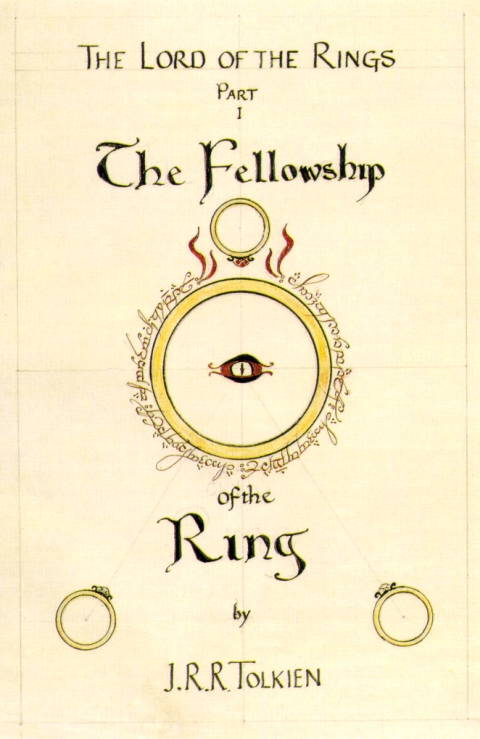 THE LORD OF THE RINGS
PART
I
The Fellowship
of the
Ring
by
J.R.R. TOLKIEN